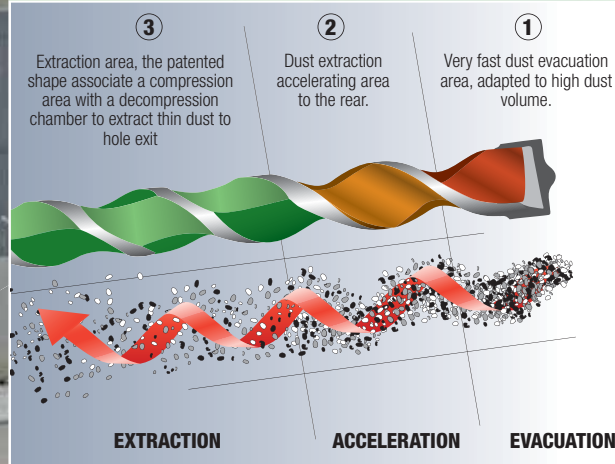 3
Extraction area, the patented
shape associate a compression
area with a decompression
chamber to extract thin dust to
hole exit
2
Dust extraction
accelerating area
to the rear.
1
Very fast dust evacuation
area, adapted to high dust
volume.
EXTRACTION
ACCELERATION
EVACUATION